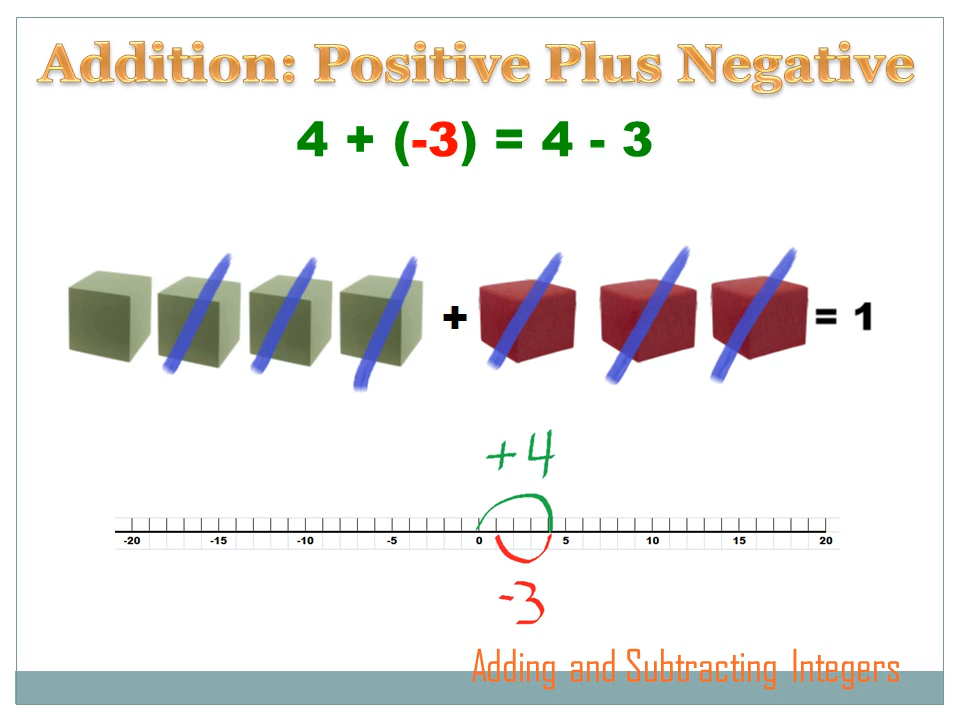 Addition: Positive Plus Negative
4 + (-3) = 4 - 3
+ = 1
+4
-20 -15 -10 -5 0 5 10 15 20
-3
Adding and Subtracting Integers